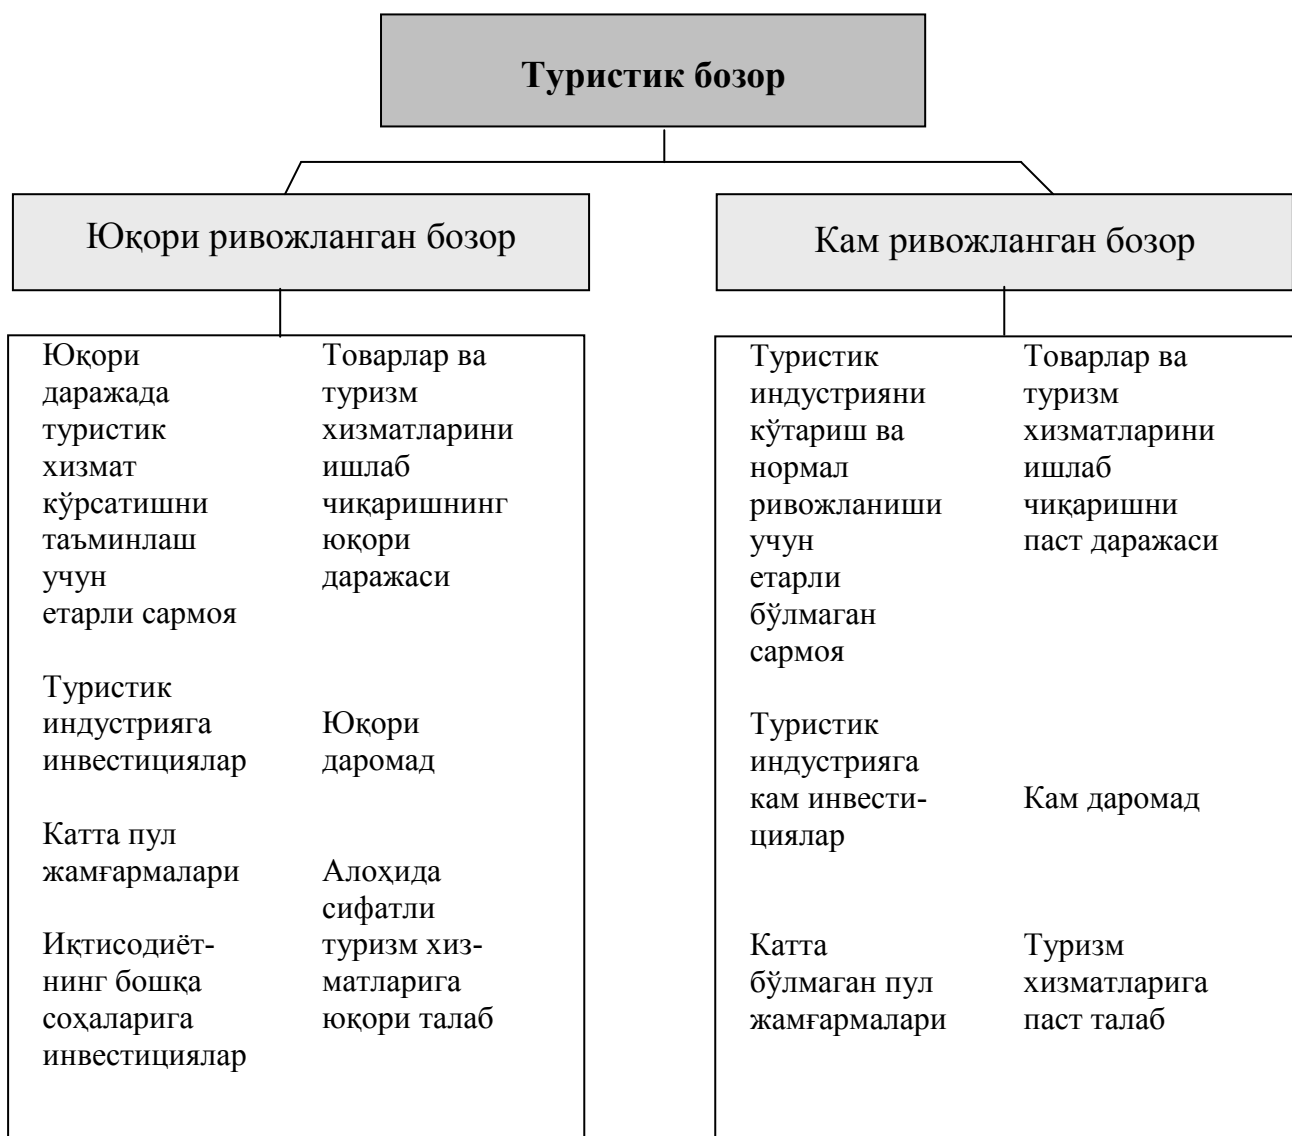 Туристик бозор
Юқори ривожланган бозор
Юқори
даражада
туристик
хизмат
кўрсатишни
таъминлаш
учун
етарли сармоя
Туристик
индустрияга
инвестициялар
Катта пул
жамғармалари
Иқтисодиёт-
нинг бошқа
соҳаларига
инвестициялар
Товарлар ва
туризм
хизматларини
ишлаб
чиқаришнинг
юқори
даражаси
Юқори
даромад
Алоҳида
сифатли
туризм хиз-
матларига
юқори талаб
Кам ривожланган бозор
Туристик
индустрияни
кўтариш ва
нормал
ривожланиши
учун
етарли
бўлмаган
сармоя
Туристик
индустрияга
кам инвести-
циялар
Катта
бўлмаган пул
жамғармалари
Товарлар ва
туризм
хизматларини
ишлаб
чиқаришни
паст даражаси
Кам даромад
Туризм
хизматларига
паст талаб